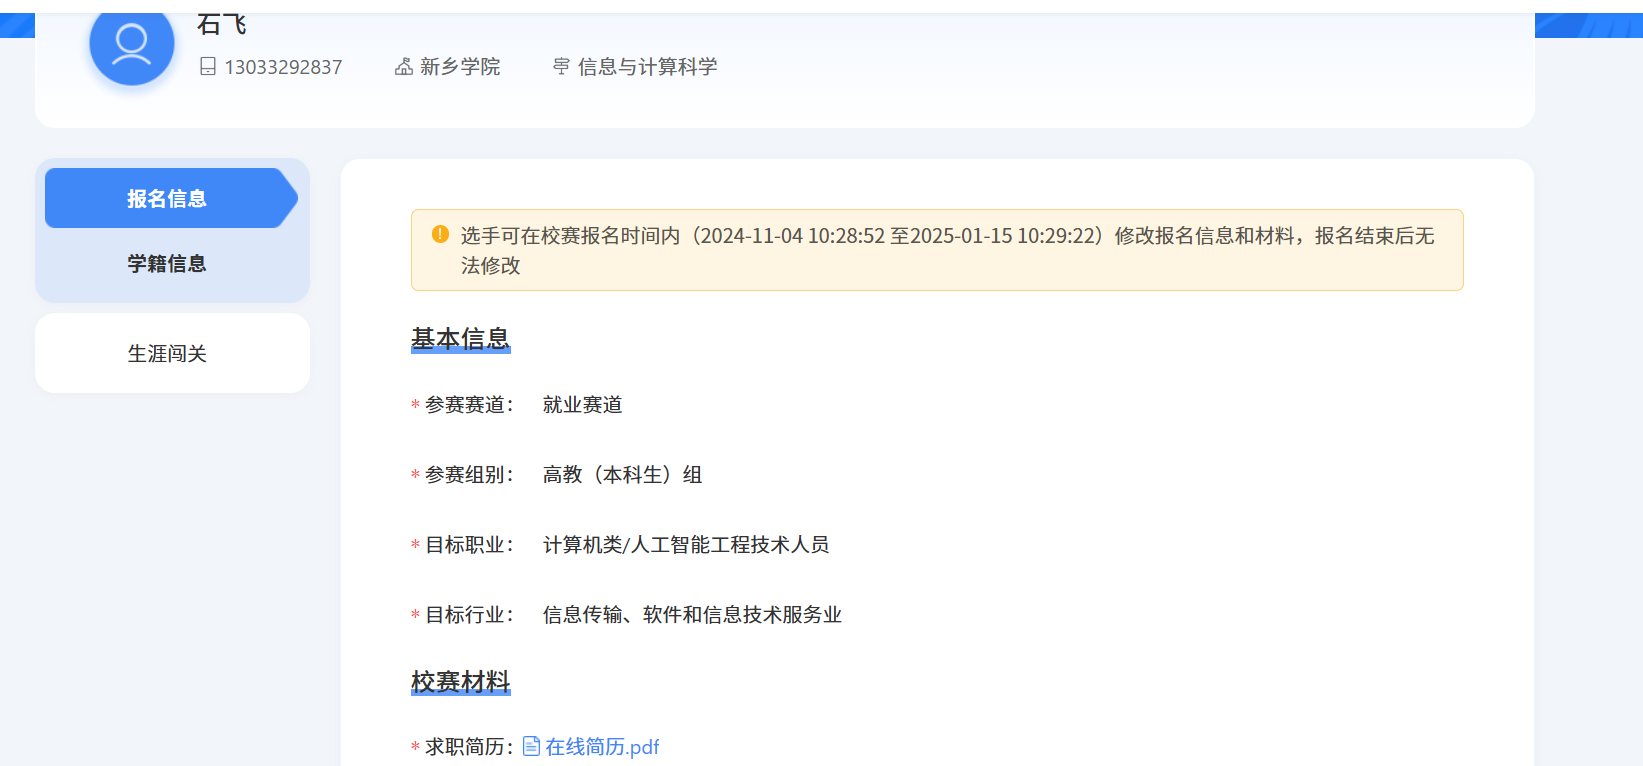 石飞
13033292837 新乡学院 信息与计算科学
报名信息
学籍信息
生涯闯关
选手可在校赛报名时间内（2024-11-04 10:28:52 至2025-01-15 10:29:22）修改报名信息和材料，报名结束后无
法修改
基本信息
* 参赛赛道： 就业赛道
* 参赛组别： 高教（本科生）组
* 目标职业： 计算机类/人工智能工程技术人员
* 目标行业： 信息传输、软件和信息技术服务业
校赛材料
* 求职简历： 在线简历.pdf